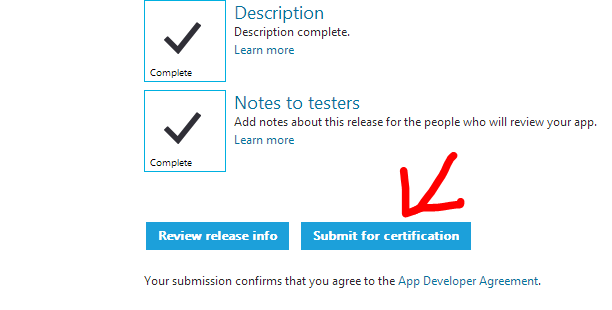 Description
Description complete.
Learn more
Complete
Notes to testers
Add notes about this release for the people who will review your app.
Learn more
Complete
Review release info
Submit for certification
Your submission confirms that you agree to the App Developer Agreement.